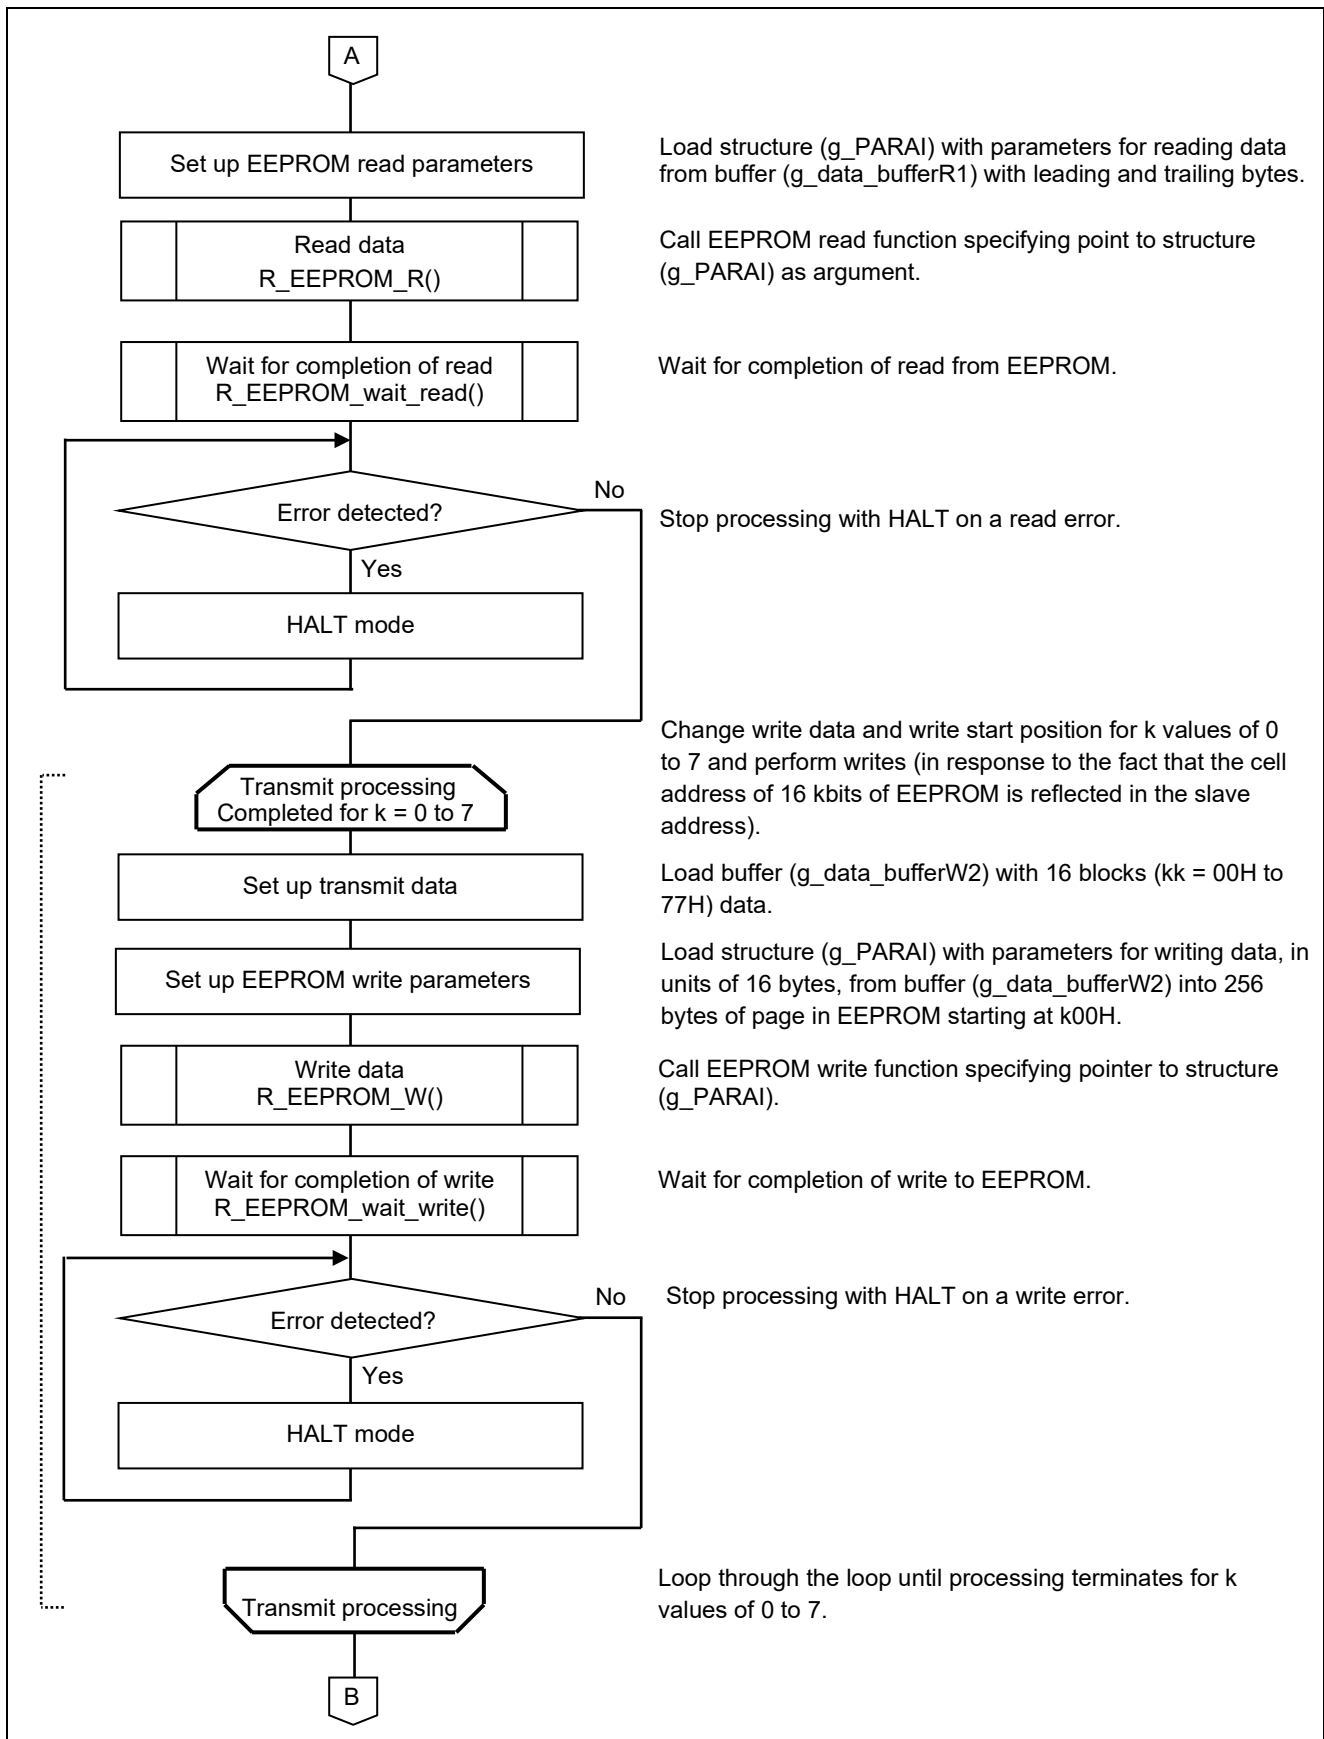 A
Set up EEPROM read parameters
Load structure (g_PARAI) with parameters for reading data
from buffer (g_data_bufferR1) with leading and trailing bytes.
Read data
R_EEPROM_R()
Call EEPROM read function specifying point to structure
(g_PARAI) as argument.
Wait for completion of read
R_EEPROM_wait_read()
Wait for completion of read from EEPROM.
Error detected?
No
Stop processing with HALT on a read error.
Yes
HALT mode
Change write data and write start position for k values of 0
to 7 and perform writes (in response to the fact that the cell
address of 16 kbits of EEPROM is reflected in the slave
address).
Transmit processing
Completed for k = 0 to 7
Set up transmit data
Load buffer (g_data_bufferW2) with 16 blocks (kk = 00H to
77H) data.
Set up EEPROM write parameters
Load structure (g_PARAI) with parameters for writing data, in
units of 16 bytes, from buffer (g_data_bufferW2) into 256
bytes of page in EEPROM starting at k00H.
Write data
R_EEPROM_W()
Call EEPROM write function specifying pointer to structure
(g_PARAI).
Wait for completion of write
R_EEPROM_wait_write()
Wait for completion of write to EEPROM.
Error detected?
No
Stop processing with HALT on a write error.
Yes
HALT mode
Loop through the loop until processing terminates for k
values of 0 to 7.
Transmit processing
B